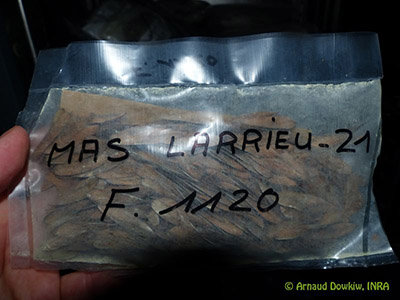 MAS LARRIEU-21
F. 1120
© Arnaud Dowkiw, INRA